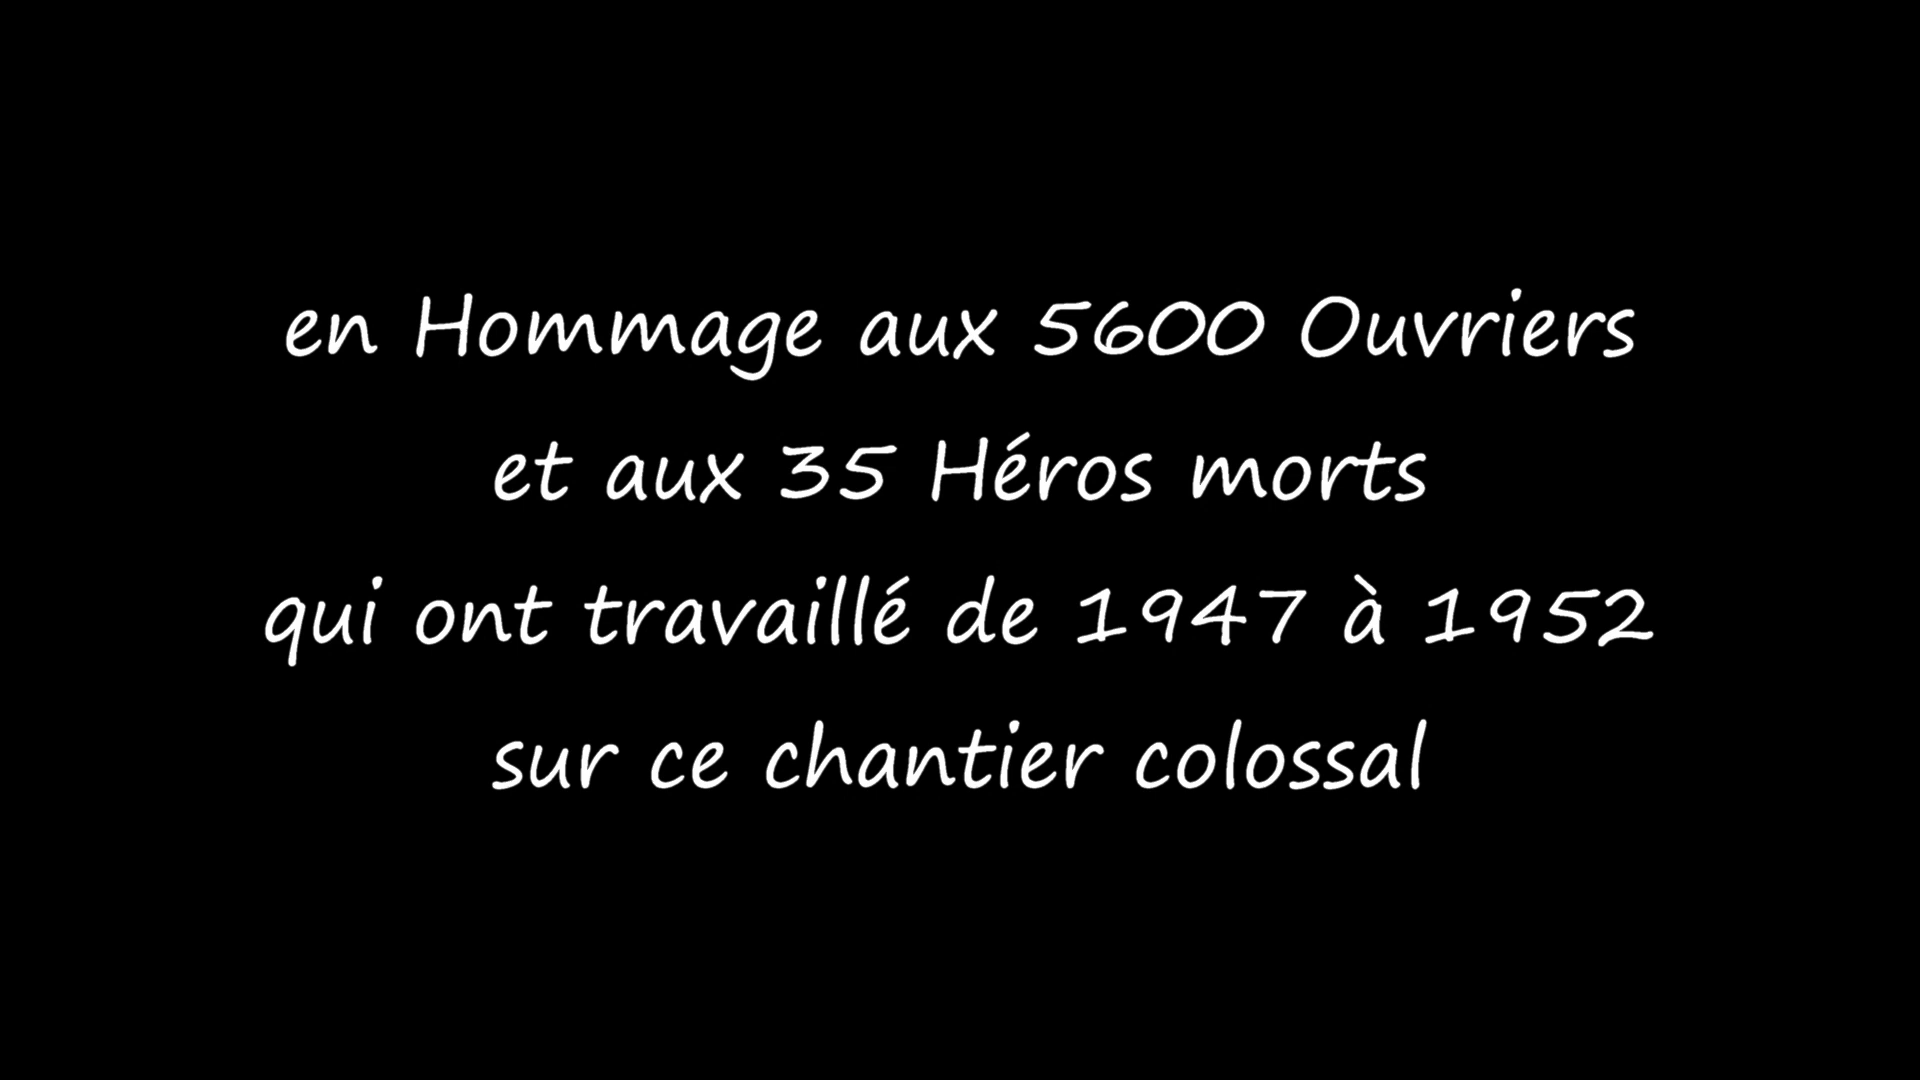 en Hommage aux 5600 Ouvriers
et aux 35 Héros morts
qui ont travaillé de 1947 à 1952
sur ce chantier colossal